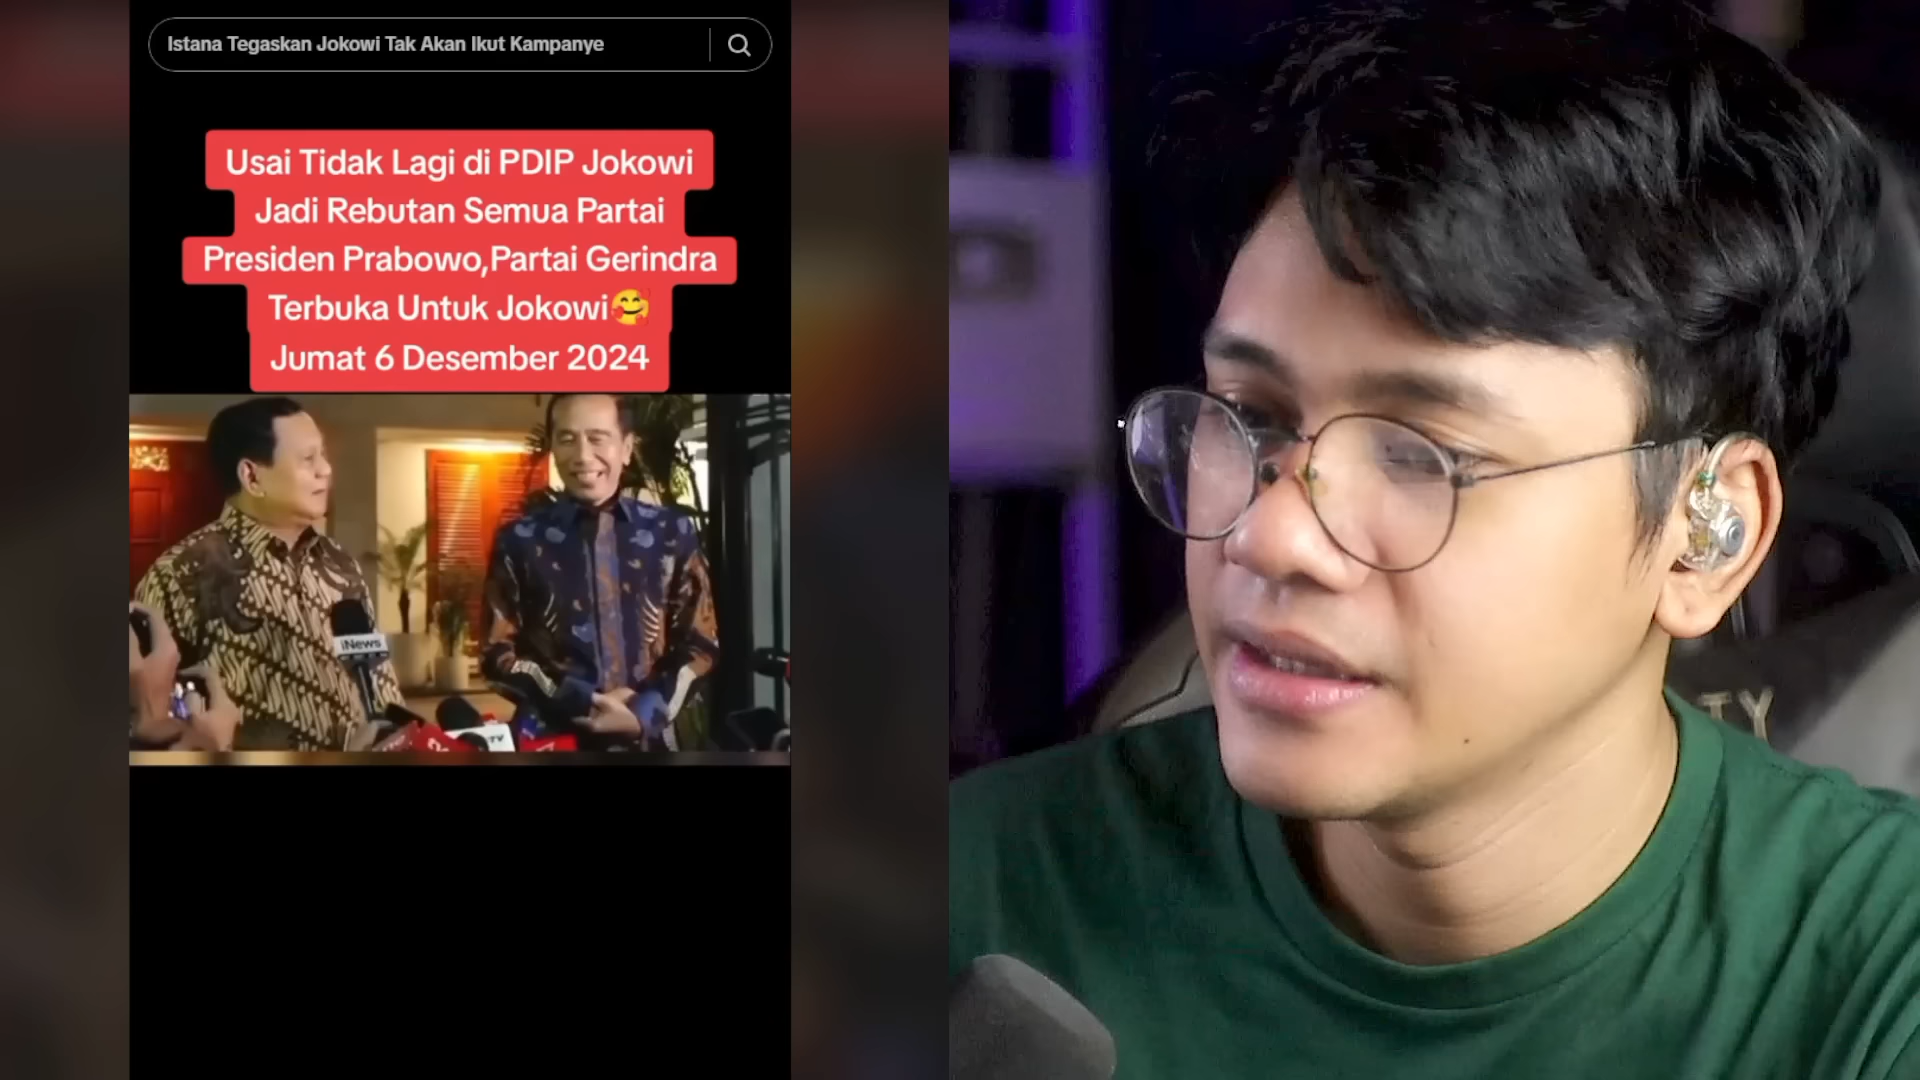 Istana Tegaskan Jokowi Tak Akan Ikut Kampanye
Usai Tidak Lagi di PDIP Jokowi
Jadi Rebutan Semua Partai
Presiden Prabowo,Partai Gerindra
Terbuka Untuk Jokowi🥰
Jumat 6 Desember 2024
iNews
TY